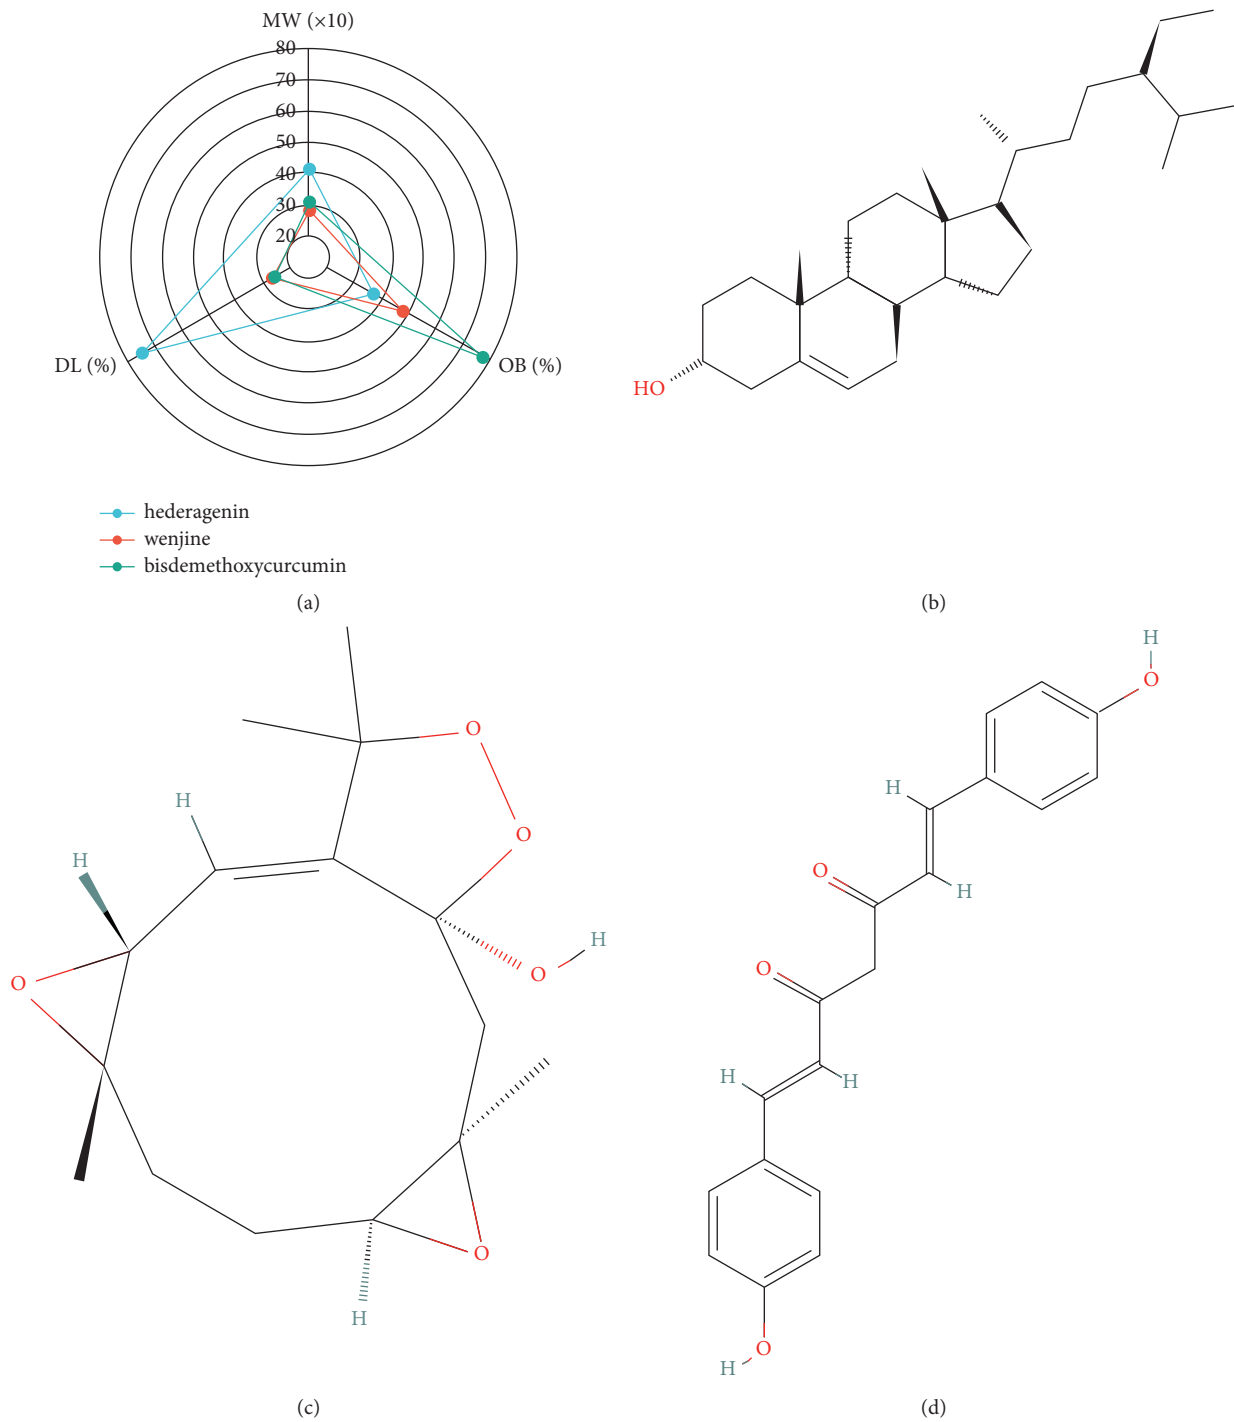 MW (×10)
80
70
60
50
40
30
20
DL (%)
OB (%)
hederagenin
wenjine
bisdemethoxycurcumin
(a)
HO
(b)
O
O
H
H
O
H
O
O
H
(c)
H
O
H
O
H
O
H
H
O
H
(d)